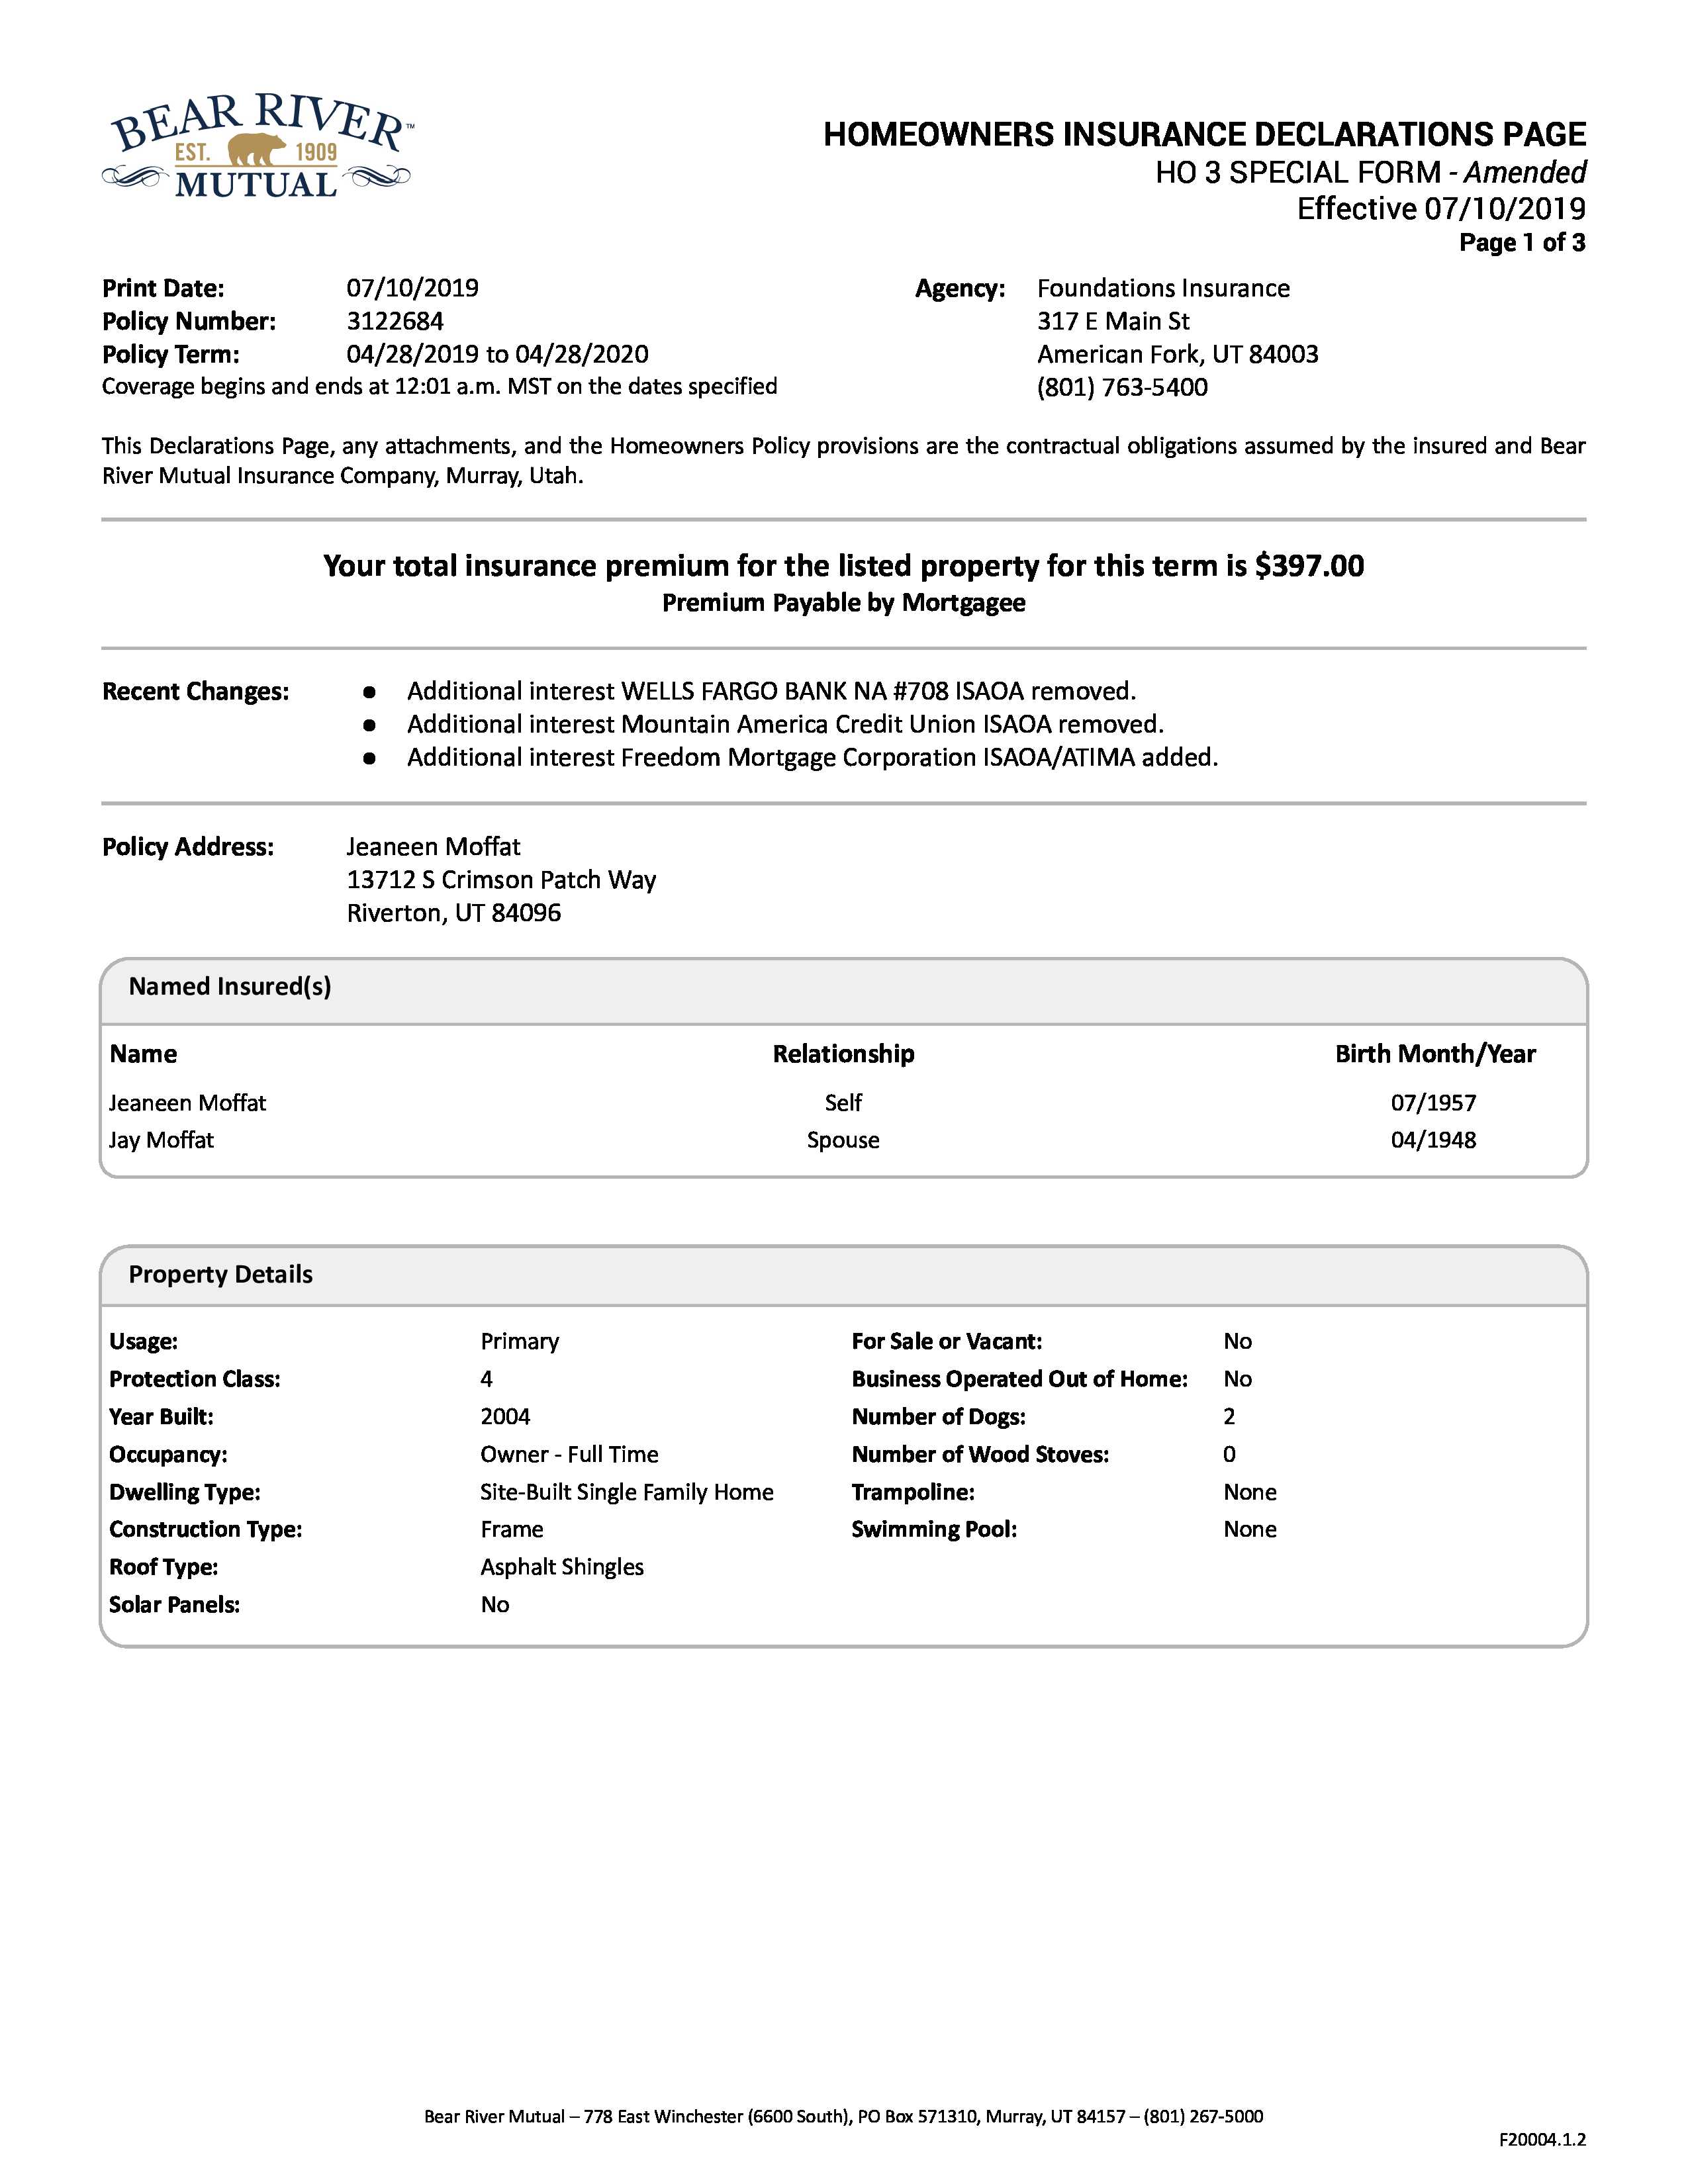 BEAR RIVER™
EST. 1909
MUTUAL
HOMEOWNERS INSURANCE DECLARATIONS PAGE
HO 3 SPECIAL FORM - Amended
Effective 07/10/2019
Page 1 of 3
Print Date: 07/10/2019
Policy Number: 3122684
Policy Term: 04/28/2019 to 04/28/2020
Coverage begins and ends at 12:01 a.m. MST on the dates specified
Agency: Foundations Insurance
317 E Main St
American Fork, UT 84003
(801) 763-5400
This Declarations Page, any attachments, and the Homeowners Policy provisions are the contractual obligations assumed by the insured and Bear
River Mutual Insurance Company, Murray, Utah.
Your total insurance premium for the listed property for this term is $397.00
Premium Payable by Mortgagee
Recent Changes: • Additional interest WELLS FARGO BANK NA #708 ISAOA removed.
• Additional interest Mountain America Credit Union ISAOA removed.
• Additional interest Freedom Mortgage Corporation ISAOA/ATIMA added.
Policy Address: Jeaneen Moffat
13712 S Crimson Patch Way
Riverton, UT 84096
Named Insured(s)
Name Relationship Birth Month/Year
Jeaneen Moffat Self 07/1957
Jay Moffat Spouse 04/1948
Property Details
Usage: Primary For Sale or Vacant: No
Protection Class: 4 Business Operated Out of Home: No
Year Built: 2004 Number of Dogs: 2
Occupancy: Owner - Full Time Number of Wood Stoves: 0
Dwelling Type: Site-Built Single Family Home Trampoline: None
Construction Type: Frame Swimming Pool: None
Roof Type: Asphalt Shingles
Solar Panels: No
Bear River Mutual – 778 East Winchester (6600 South), PO Box 571310, Murray, UT 84157 – (801) 267-5000
F20004.1.2